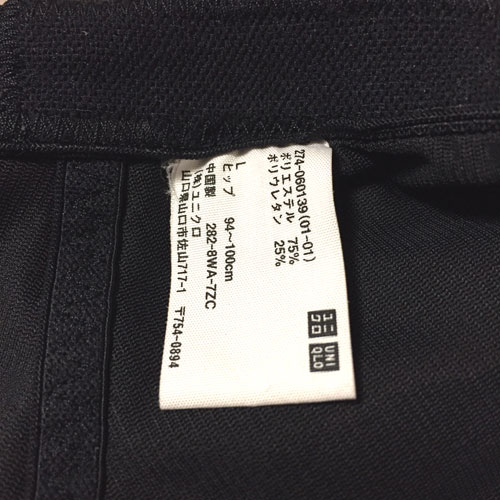 274-060139(01-01)
ポリエステル 75%
ポリウレタン 25%
ユニ
クロ
UNI
QLO
L
ヒップ 94～100cm
中国製 282-8WA-7ZC
(株)ユニクロ
山口県山口市佐山717-1 〒754-0894